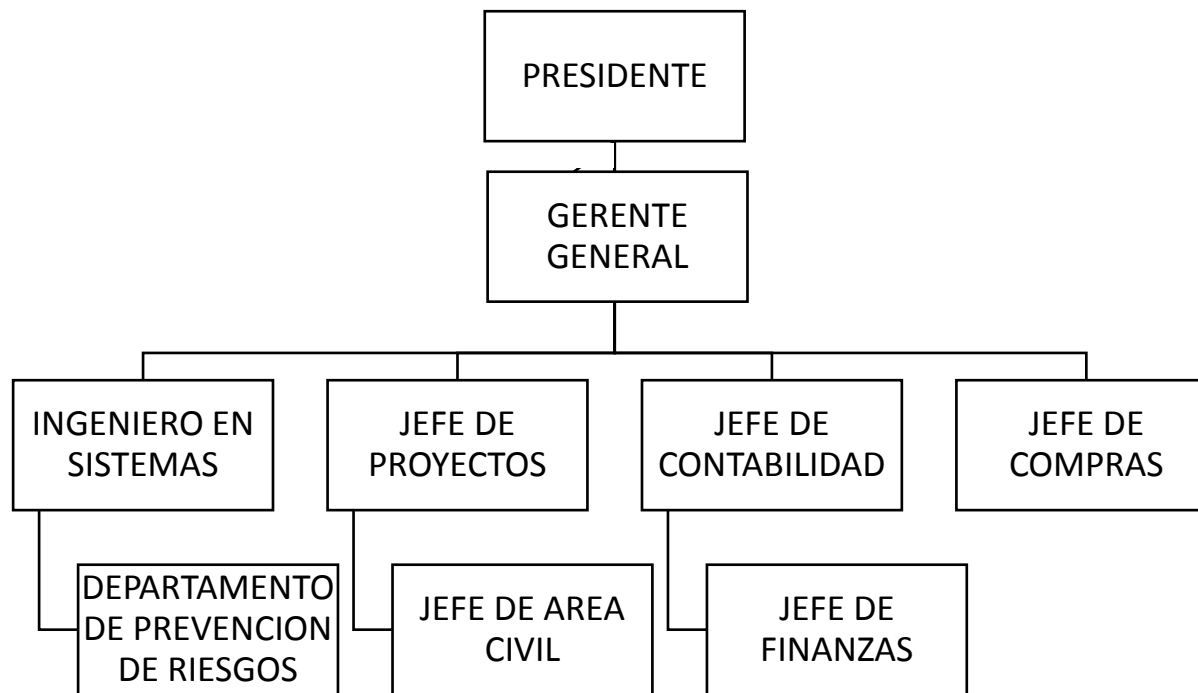 PRESIDENTE
GERENTE
GENERAL
INGENIERO EN
SISTEMAS
JEFE DE
PROYECTOS
JEFE DE
CONTABILIDAD
JEFE DE
COMPRAS
DEPARTAMENTO
DE PREVENCION
DE RIESGOS
JEFE DE AREA
CIVIL
JEFE DE
FINANZAS